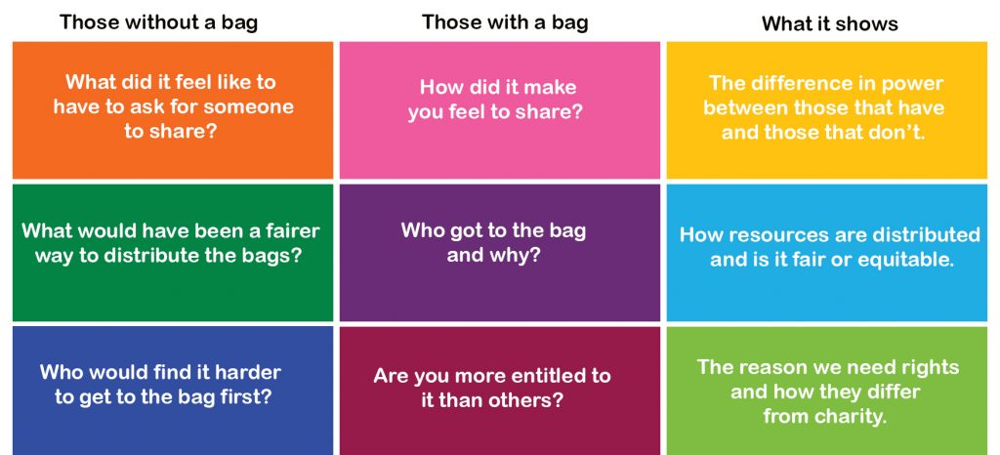 Those without a bag
Those with a bag
What it shows
What did it feel like to
have to ask for someone
to share?
How did it make
you feel to share?
The difference in power
between those that have
and those that don't.
What would have been a fairer
way to distribute the bags?
Who got to the bag
and why?
How resources are distributed
and is it fair or equitable.
Who would find it harder
to get to the bag first?
Are you more entitled to
it than others?
The reason we need rights
and how they differ
from charity.